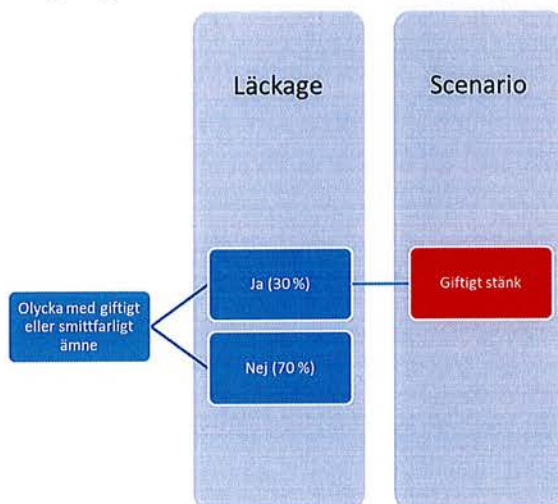 Läckage
Scenario
Ja (30 %)
Giftigt stänk
Olycka med giftigt
eller smittfarligt
ämne
Nej (70 %)